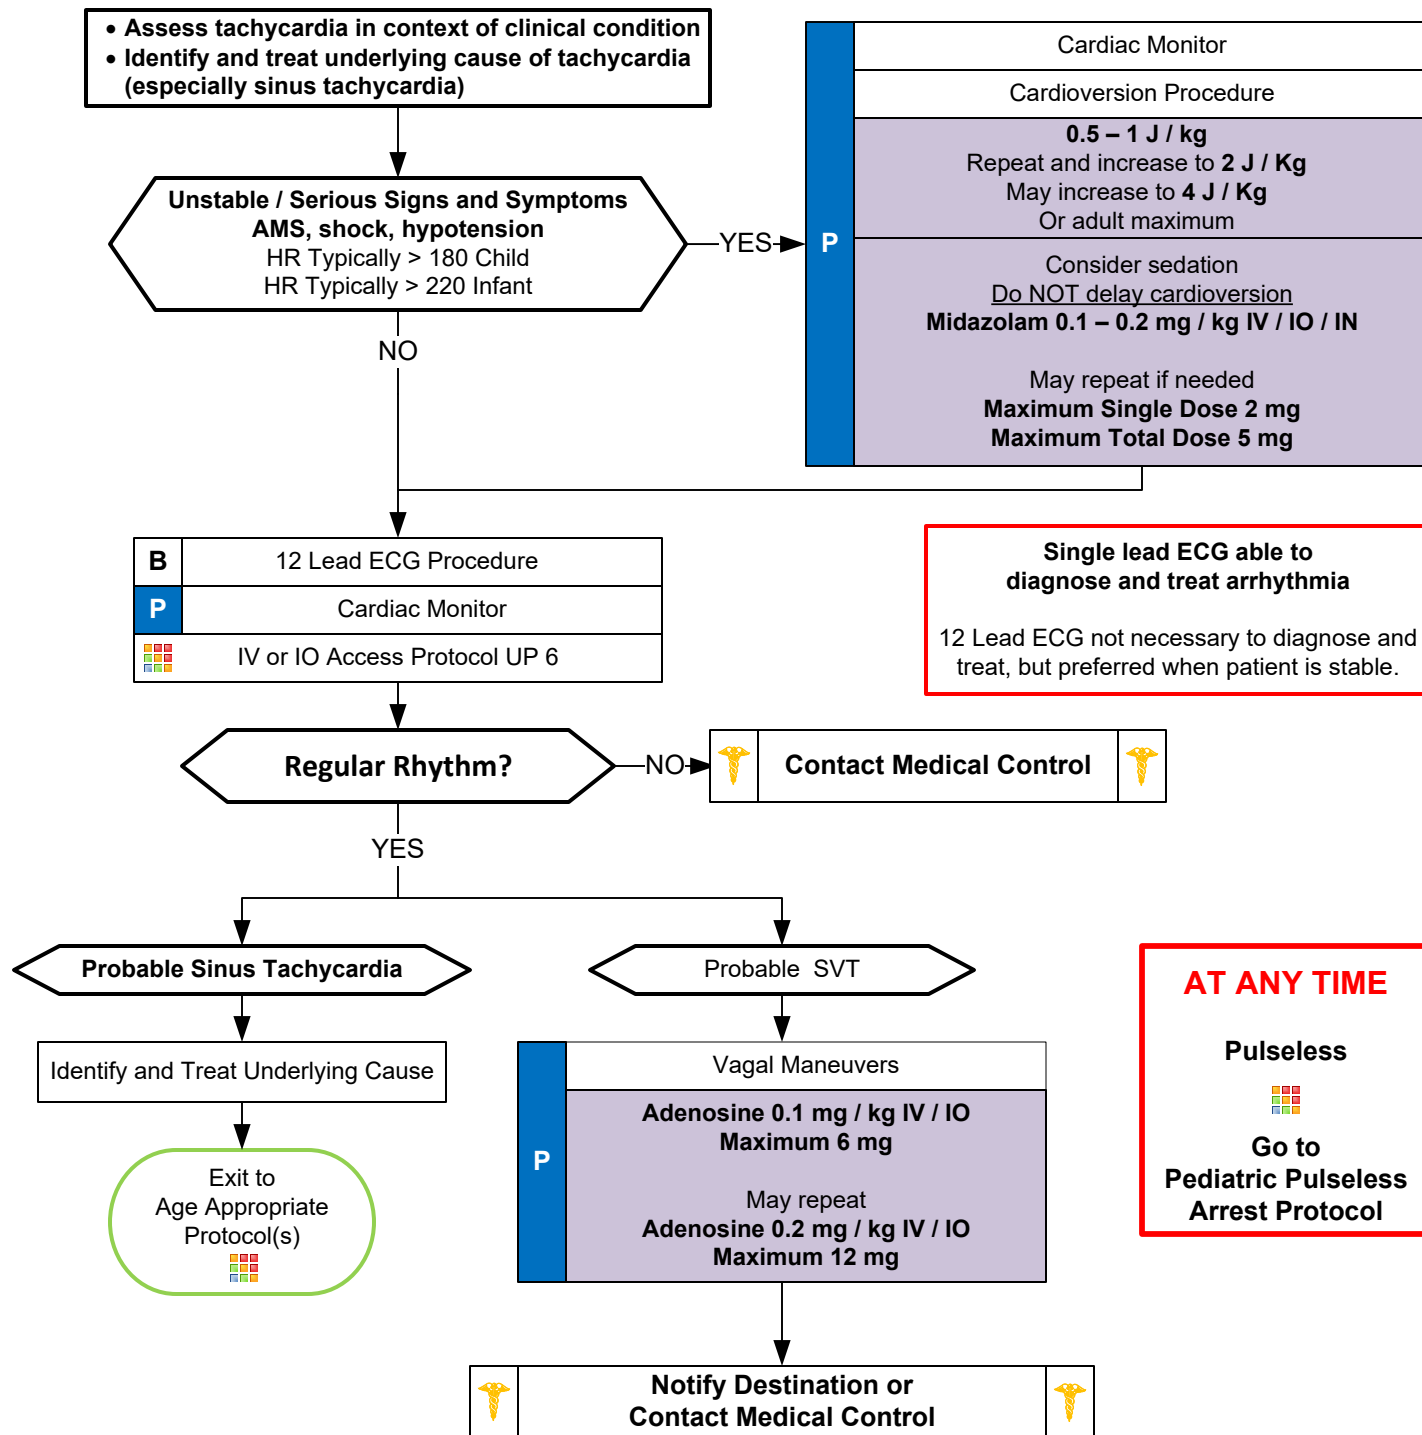 • Assess tachycardia in context of clinical condition
• Identify and treat underlying cause of tachycardia
(especially sinus tachycardia)
Unstable / Serious Signs and Symptoms
AMS, shock, hypotension
HR Typically > 180 Child
HR Typically > 220 Infant
YES
NO
P
Cardiac Monitor
Cardioversion Procedure
0.5 – 1 J / kg
Repeat and increase to 2 J / Kg
May increase to 4 J / Kg
Or adult maximum
Consider sedation
Do NOT delay cardioversion
Midazolam 0.1 – 0.2 mg / kg IV / IO / IN
May repeat if needed
Maximum Single Dose 2 mg
Maximum Total Dose 5 mg
B
12 Lead ECG Procedure
P
Cardiac Monitor
IV or IO Access Protocol UP 6
Single lead ECG able to
diagnose and treat arrhythmia
12 Lead ECG not necessary to diagnose and
treat, but preferred when patient is stable.
Regular Rhythm?
NO
Contact Medical Control
YES
Probable Sinus Tachycardia
Identify and Treat Underlying Cause
Exit to
Age Appropriate
Protocol(s)
Probable SVT
P
Vagal Maneuvers
Adenosine 0.1 mg / kg IV / IO
Maximum 6 mg
May repeat
Adenosine 0.2 mg / kg IV / IO
Maximum 12 mg
Notify Destination or
Contact Medical Control
AT ANY TIME
Pulseless
Go to
Pediatric Pulseless
Arrest Protocol